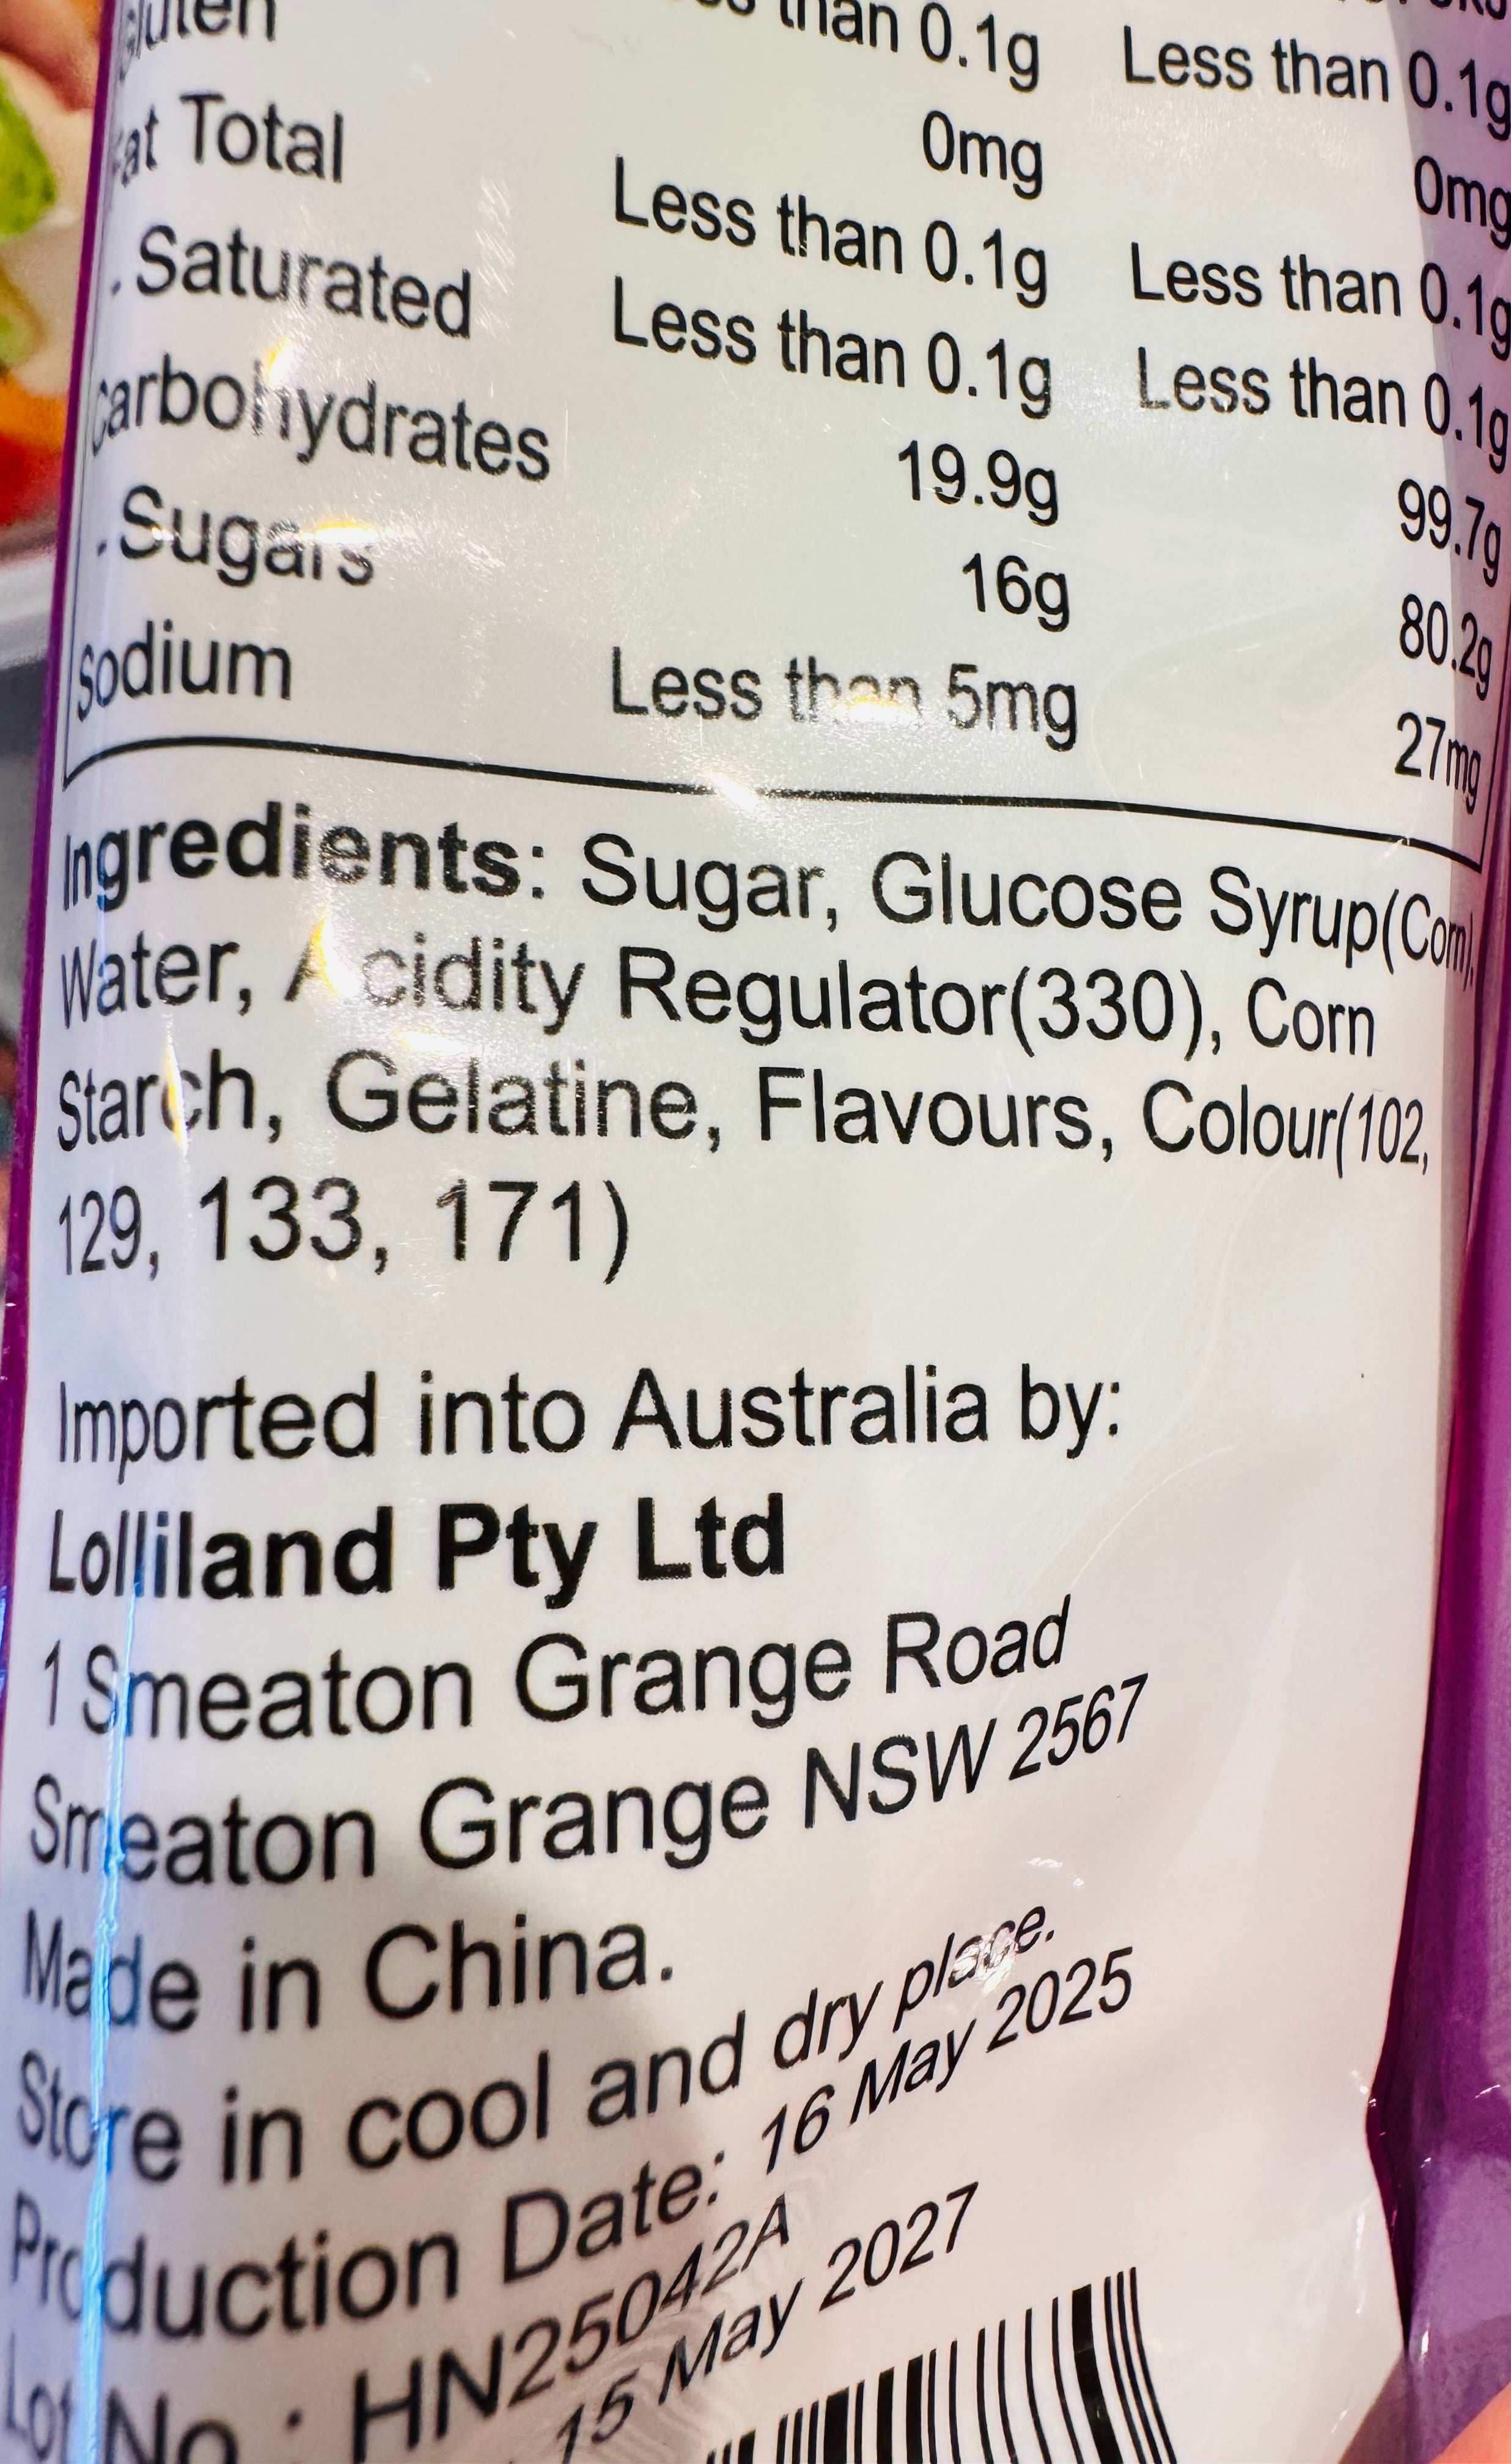 than 0.1g Less than 0.1g
Gluten 0mg 0mg
Fat Total Less than 0.1g Less than 0.1g
. Saturated Less than 0.1g Less than 0.1g
carbohydrates 19.9g 99.7g
. Sugars 16g 80.2g
sodium Less than 5mg 27mg
Ingredients: Sugar, Glucose Syrup(Corn),
Water, Acidity Regulator(330), Corn
Starch, Gelatine, Flavours, Colour(102,
129, 133, 171)
Imported into Australia by:
Lolliland Pty Ltd
1 Smeaton Grange Road
Smeaton Grange NSW 2567
Made in China.
Store in cool and dry place.
Production Date: 16 May 2025
Lot No : HN25042A
15 May 2027